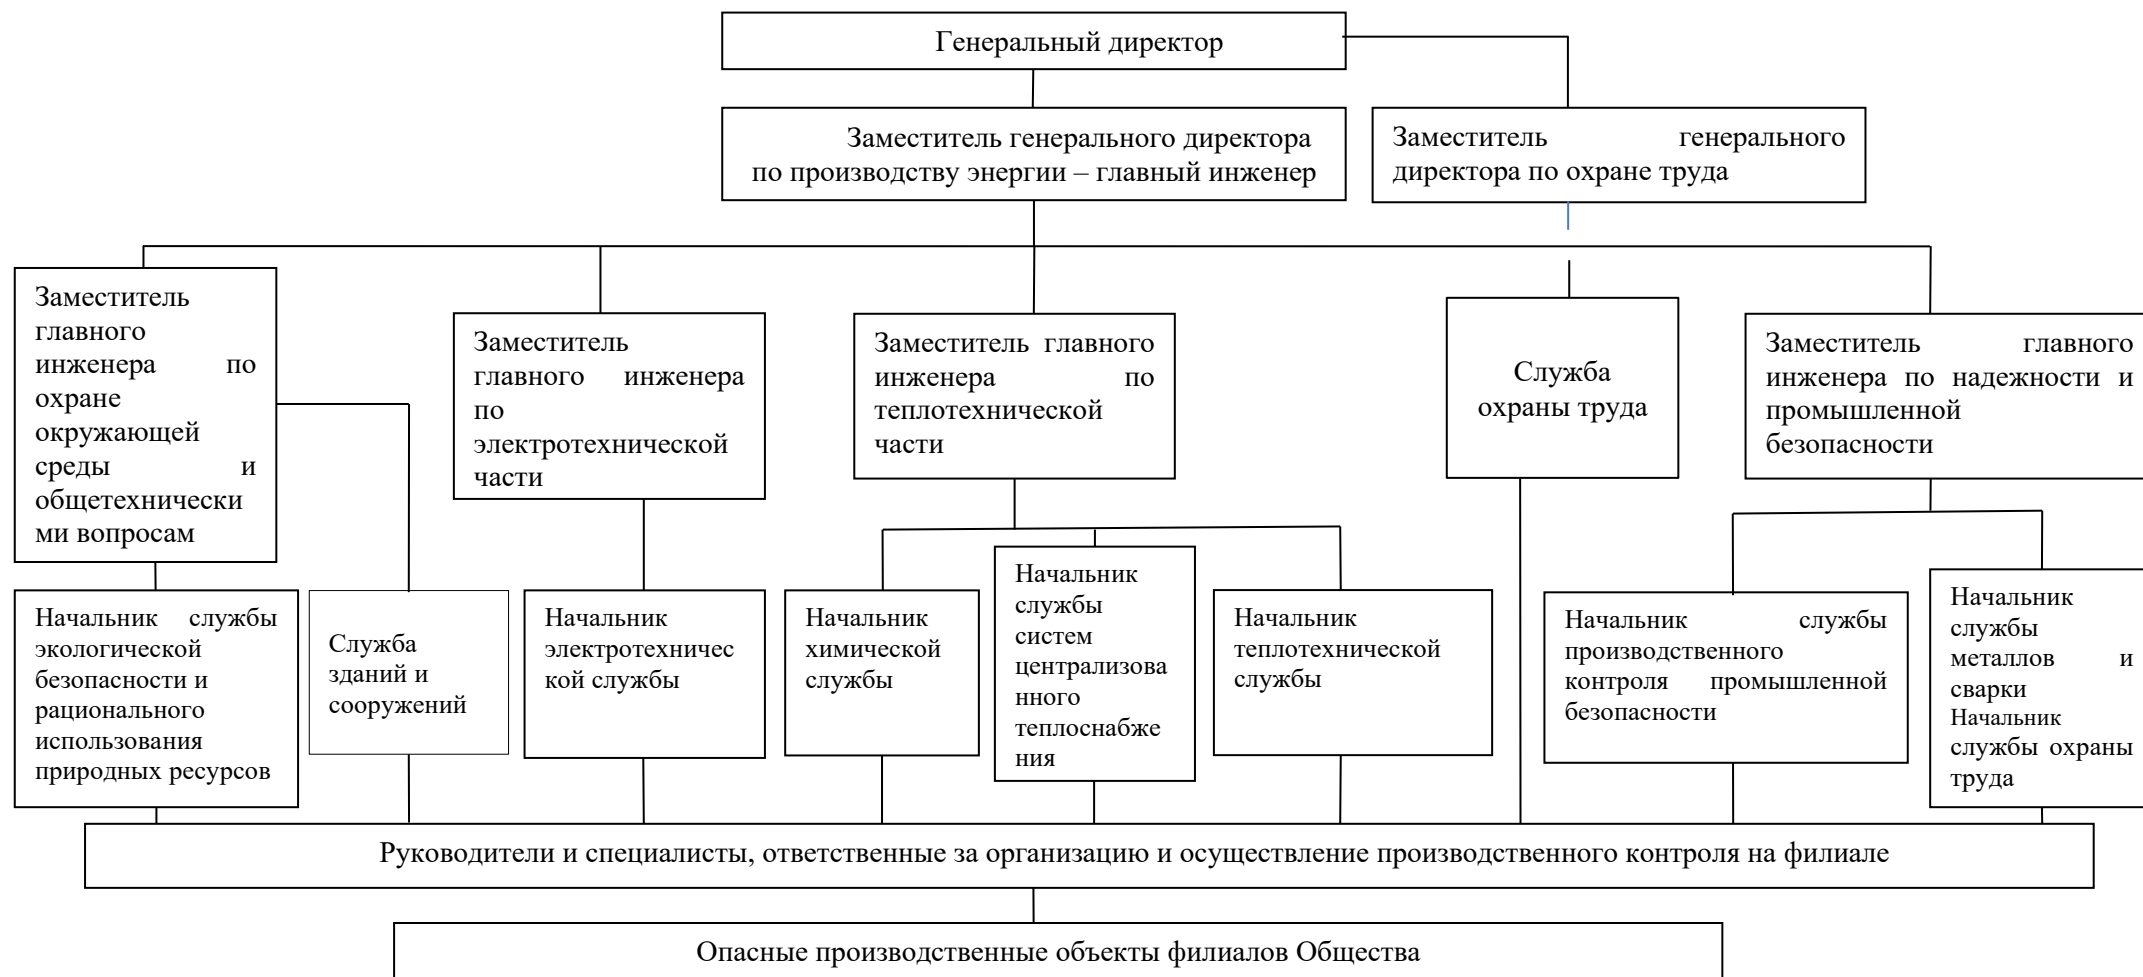 Генеральный директор
Заместитель генерального директора
по производству энергии – главный инженер
Заместитель генерального
директора по охране труда
Заместитель
главного
инженера по
охране
окружающей
среды и
общетехнически
ми вопросам
Заместитель
главного инженера
по
электротехнической
части
Заместитель главного
инженера по
теплотехнической
части
Служба
охраны труда
Заместитель главного
инженера по надежности и
промышленной
безопасности
Начальник службы
экологической
безопасности и
рационального
использования
природных ресурсов
Служба
зданий и
сооружений
Начальник
электротехничес
кой службы
Начальник
химической
службы
Начальник
службы
систем
централизова
нного
теплоснабже
ния
Начальник
теплотехнической
службы
Начальник службы
производственного
контроля промышленной
безопасности
Начальник
службы
металлов и
сварки
Начальник
службы охраны
труда
Руководители и специалисты, ответственные за организацию и осуществление производственного контроля на филиале
Опасные производственные объекты филиалов Общества